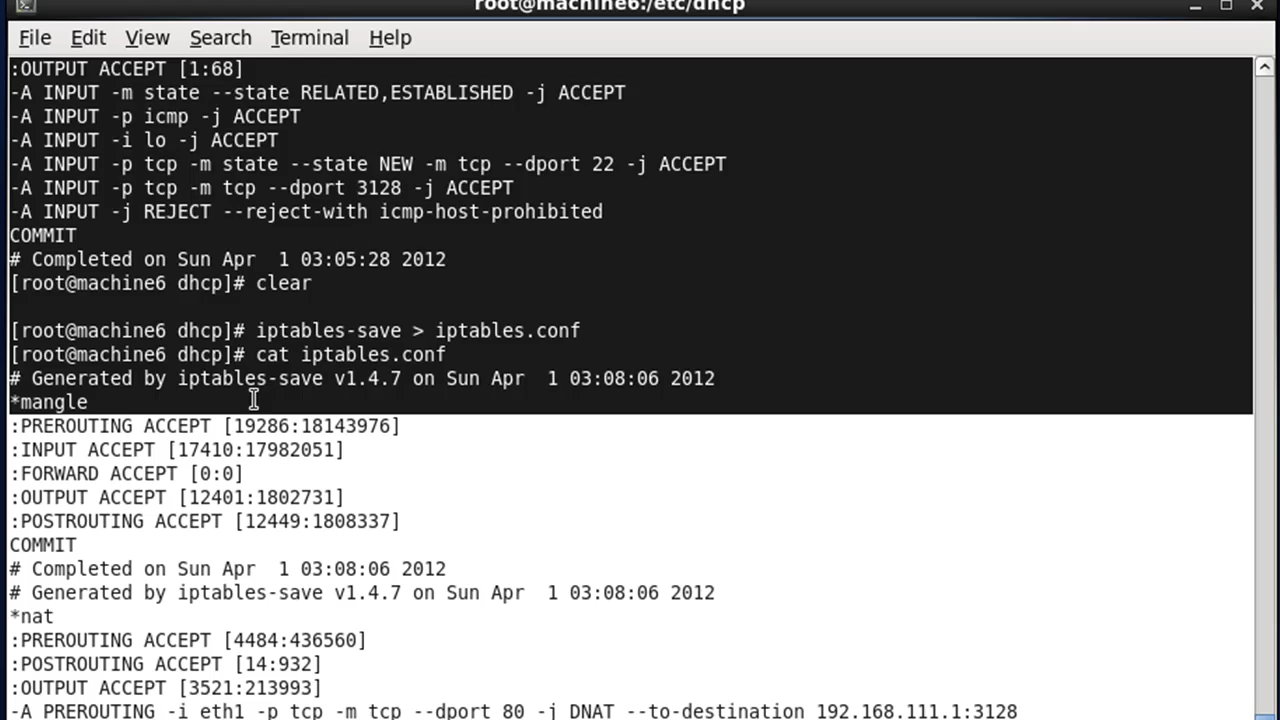 root@machine6:/etc/dhcp
File Edit View Search Terminal Help
:OUTPUT ACCEPT [1:68]
-A INPUT -m state --state RELATED,ESTABLISHED -j ACCEPT
-A INPUT -p icmp -j ACCEPT
-A INPUT -i lo -j ACCEPT
-A INPUT -p tcp -m state --state NEW -m tcp --dport 22 -j ACCEPT
-A INPUT -p tcp -m tcp --dport 3128 -j ACCEPT
-A INPUT -j REJECT --reject-with icmp-host-prohibited
COMMIT
# Completed on Sun Apr  1 03:05:28 2012
[root@machine6 dhcp]# clear
[root@machine6 dhcp]# iptables-save > iptables.conf
[root@machine6 dhcp]# cat iptables.conf
# Generated by iptables-save v1.4.7 on Sun Apr  1 03:08:06 2012
*mangle
:PREROUTING ACCEPT [19286:18143976]
:INPUT ACCEPT [17410:17982051]
:FORWARD ACCEPT [0:0]
:OUTPUT ACCEPT [12401:1802731]
:POSTROUTING ACCEPT [12449:1808337]
COMMIT
# Completed on Sun Apr  1 03:08:06 2012
# Generated by iptables-save v1.4.7 on Sun Apr  1 03:08:06 2012
*nat
:PREROUTING ACCEPT [4484:436560]
:POSTROUTING ACCEPT [14:932]
:OUTPUT ACCEPT [3521:213993]
-A PREROUTING -i eth1 -p tcp -m tcp --dport 80 -j DNAT --to-destination 192.168.111.1:3128